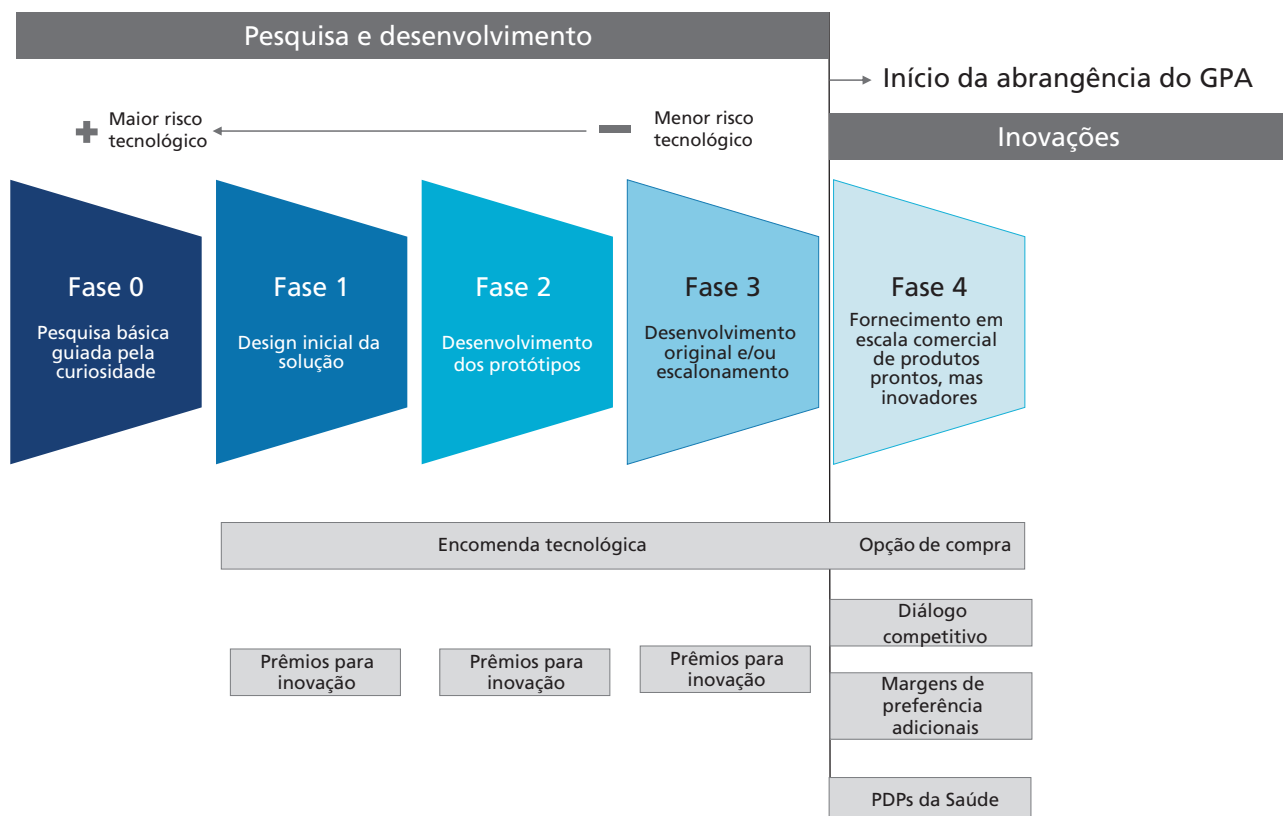 Pesquisa e desenvolvimento
Início da abrangência do GPA
Maior risco
tecnológico
Menor risco
tecnológico
Inovações
Fase 0
Pesquisa básica
guiada pela
curiosidade
Fase 1
Design inicial da
solução
Fase 2
Desenvolvimento
dos protótipos
Fase 3
Desenvolvimento
original e/ou
escalonamento
Fase 4
Fornecimento em
escala comercial
de produtos
prontos, mas
inovadores
Encomenda tecnológica
Opção de compra
Diálogo
competitivo
Prêmios para
inovação
Prêmios para
inovação
Prêmios para
inovação
Margens de
preferência
adicionais
PDPs da Saúde